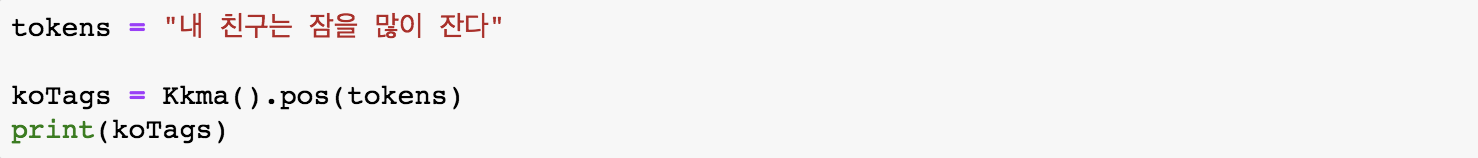 tokens = "내 친구는 잠을 많이 잔다"
koTags = Kkma().pos(tokens)
print(koTags)